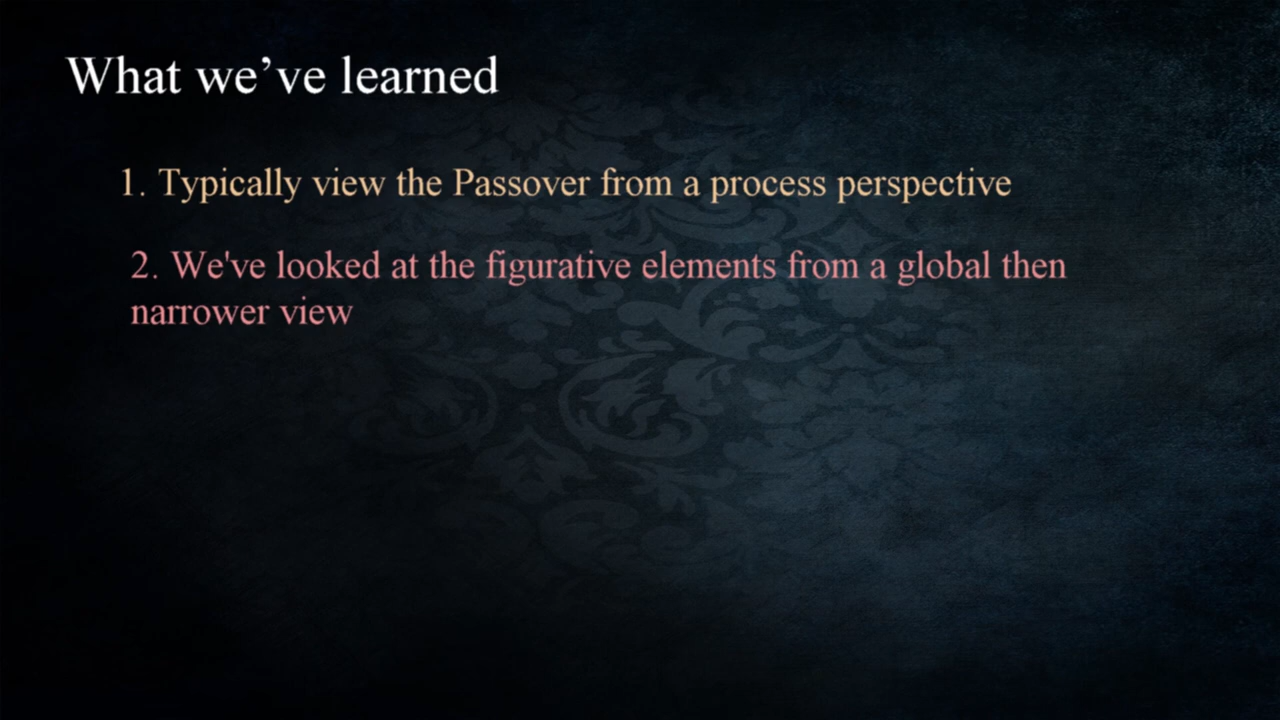 What we’ve learned
1. Typically view the Passover from a process perspective
2. We've looked at the figurative elements from a global then
narrower view